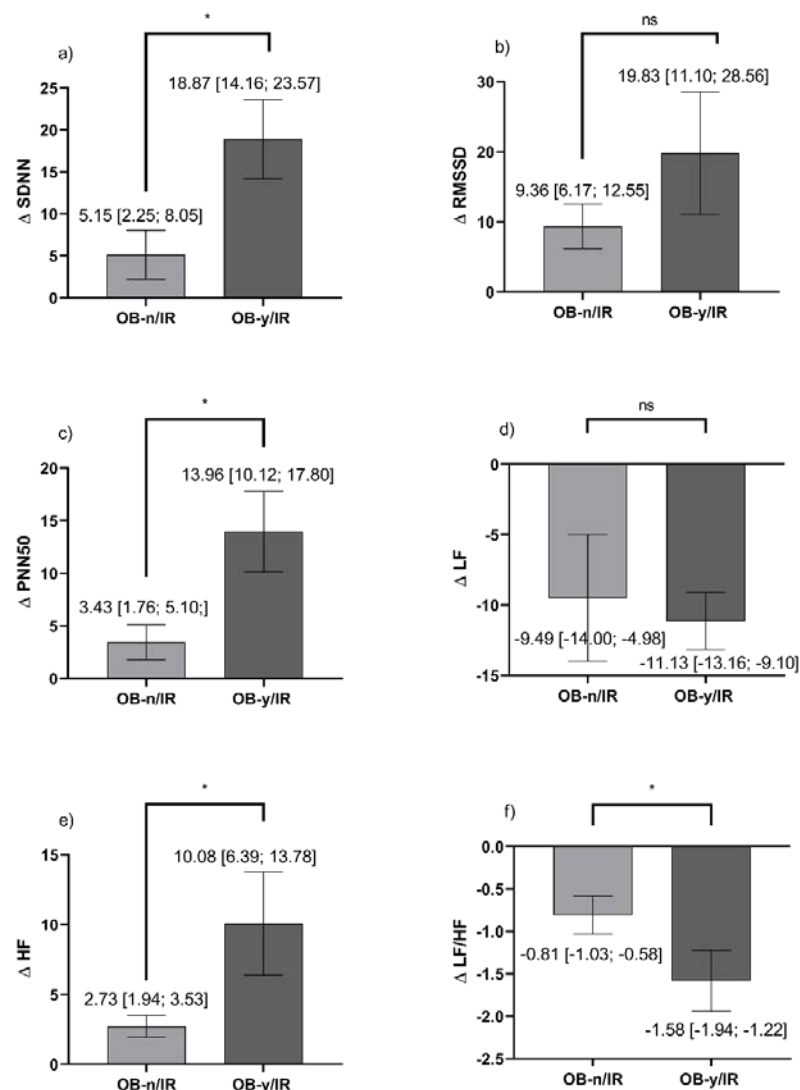 a)
*
18.87 [14.16; 23.57]
5.15 [2.25; 8.05]
Δ SDNN
25
20
15
10
5
0
OB-n/IR
OB-y/IR
b)
ns
19.83 [11.10; 28.56]
9.36 [6.17; 12.55]
Δ RMSSD
30
20
10
0
OB-n/IR
OB-y/IR
c)
*
13.96 [10.12; 17.80]
3.43 [1.76; 5.10;]
Δ PNN50
20
15
10
5
0
OB-n/IR
OB-y/IR
d)
ns
OB-n/IR
OB-y/IR
Δ LF
0
-5
-10
-15
-9.49 [-14.00; -4.98]
-11.13 [-13.16; -9.10]
e)
*
10.08 [6.39; 13.78]
2.73 [1.94; 3.53]
Δ HF
15
10
5
0
OB-n/IR
OB-y/IR
f)
*
Δ LF/HF
0.0
-0.5
-1.0
-1.5
-2.0
-2.5
-0.81 [-1.03; -0.58]
-1.58 [-1.94; -1.22]
OB-n/IR
OB-y/IR